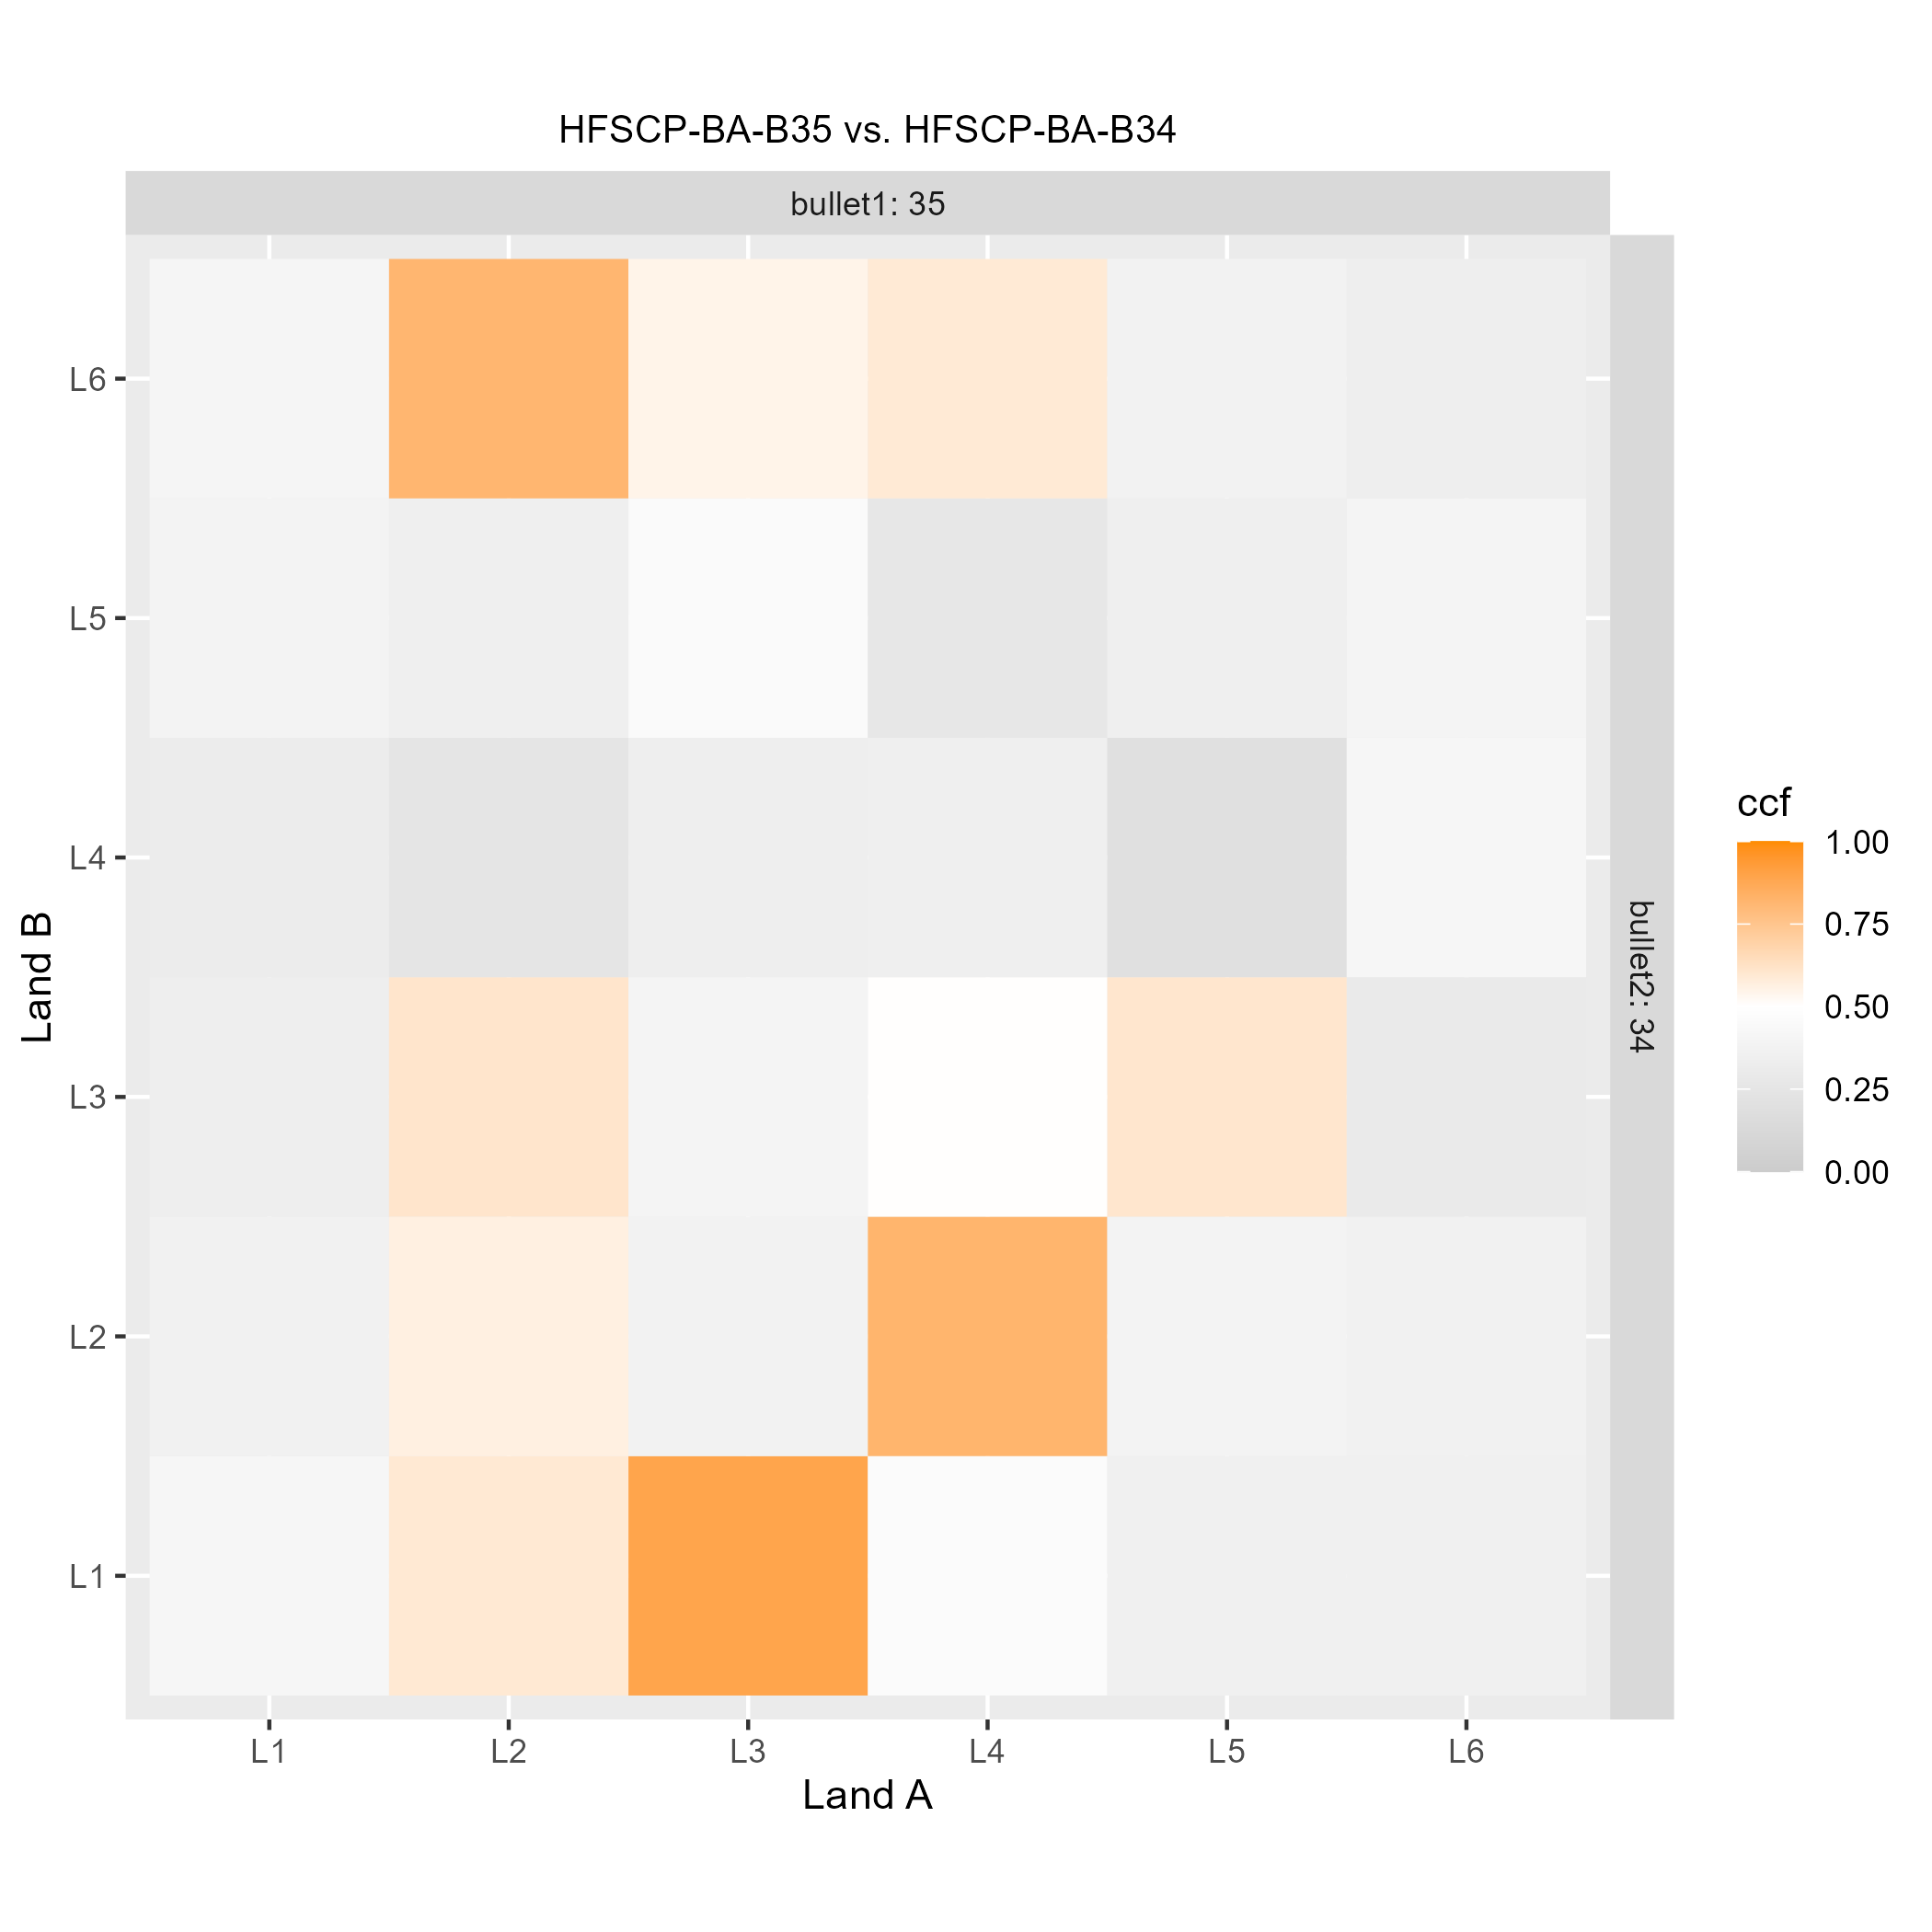 HFSCP-BA-B35 vs. HFSCP-BA-B34
bullet1: 35
L6
L5
L4
L3
L2
L1
Land B
bullet2: 34
L1 L2 L3 L4 L5 L6
Land A
ccf
1.00
0.75
0.50
0.25
0.00